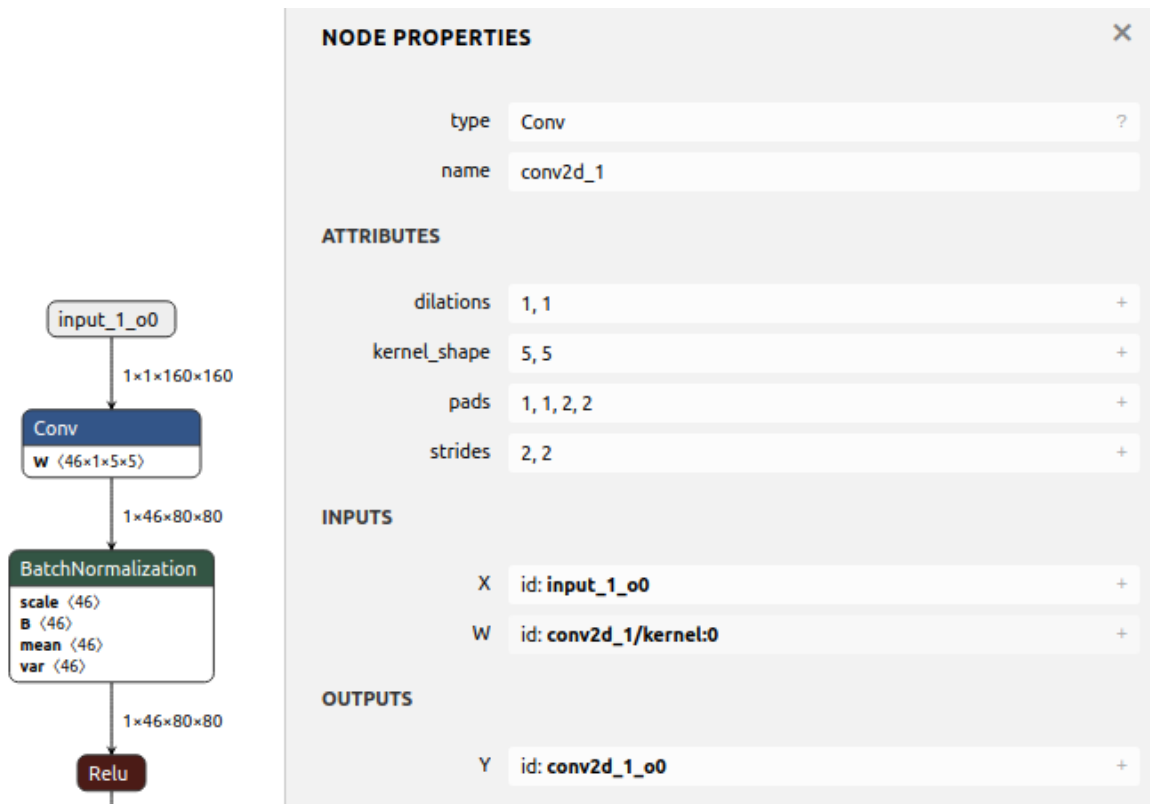 input_1_o0
1×1×160×160
Conv
W ⟨46×1×5×5⟩
1×46×80×80
BatchNormalization
scale ⟨46⟩
B ⟨46⟩
mean ⟨46⟩
var ⟨46⟩
1×46×80×80
Relu
NODE PROPERTIES ×
type Conv ?
name conv2d_1
ATTRIBUTES
dilations 1, 1 +
kernel_shape 5, 5 +
pads 1, 1, 2, 2 +
strides 2, 2 +
INPUTS
X id: input_1_o0 +
W id: conv2d_1/kernel:0 +
OUTPUTS
Y id: conv2d_1_o0 +